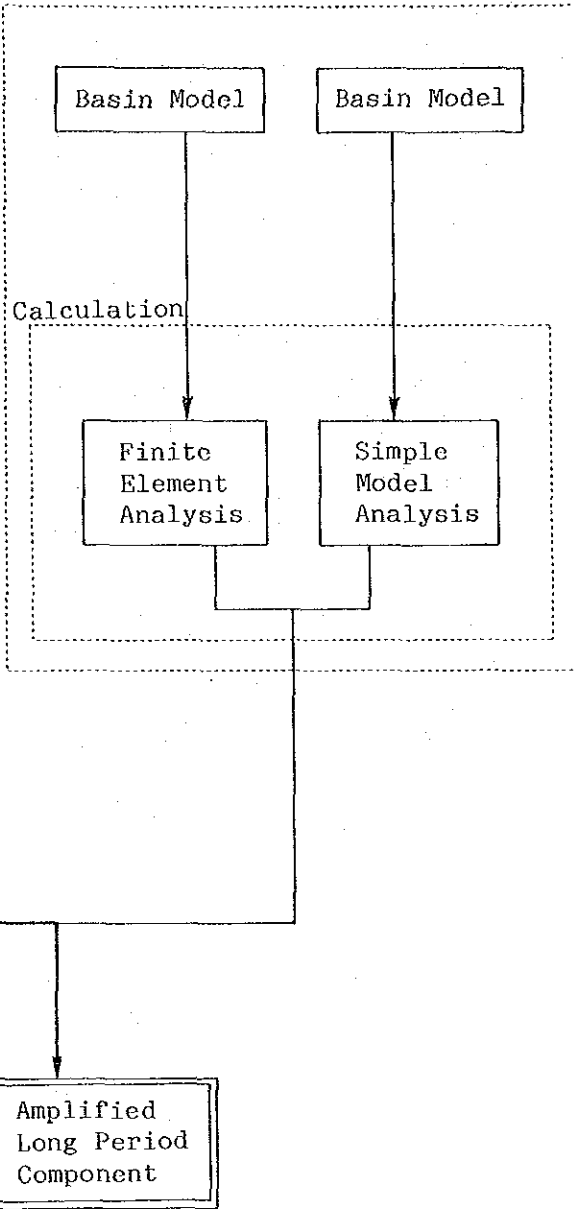 Basin Model
Basin Model
Calculation
Finite
Element
Analysis
Simple
Model
Analysis
Amplified
Long Period
Component